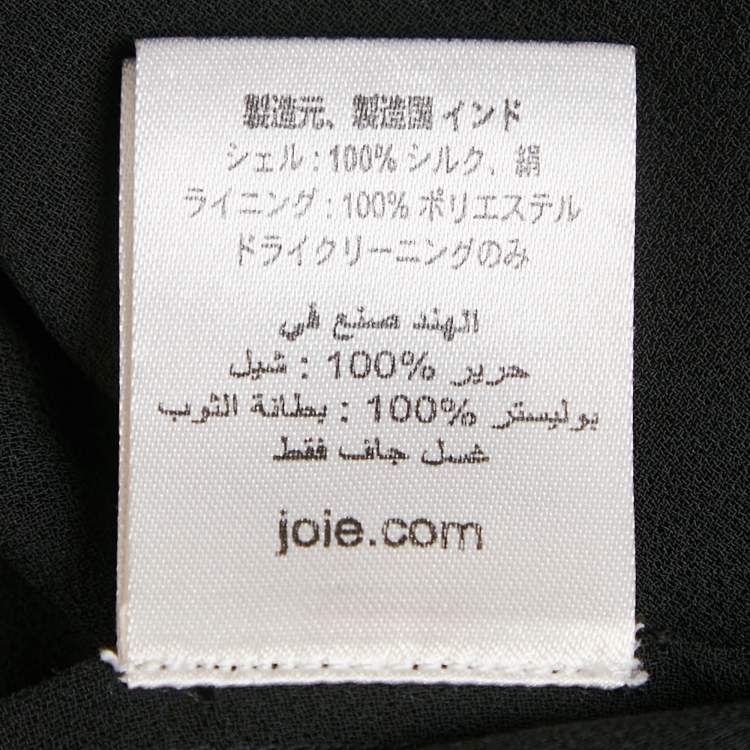 製造元、製造国 インド
シェル : 100% シルク、絹
ライニング : 100% ポリエステル
ドライクリーニングのみ
الهند صنع في
حرير 100% : شيل
بوليستر 100% : بطانة الثوب
غسل جاف فقط
joie.com